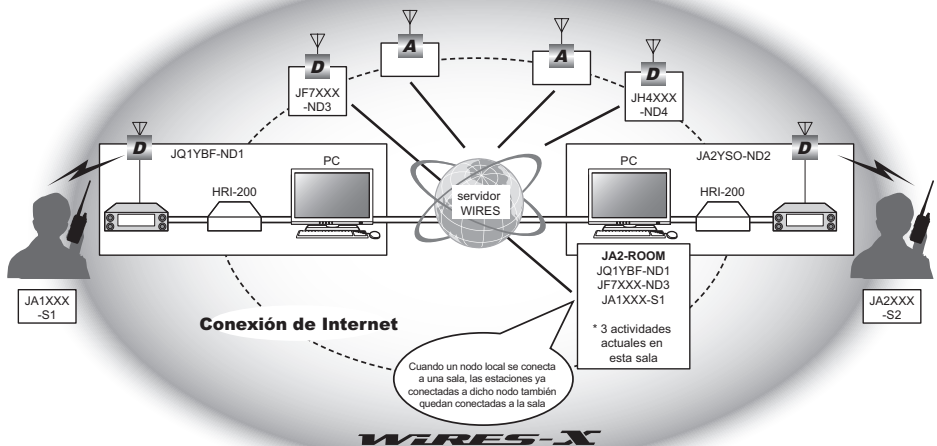 A
A
D
D
JF7XXX
-ND3
JH4XXX
-ND4
D
JQ1YBF-ND1
JA2YSO-ND2
D
PC
PC
HRI-200
HRI-200
servidor
WIRES
JA1XXX
-S1
JA2XXX
-S2
JA2-ROOM
JQ1YBF-ND1
JF7XXX-ND3
JA1XXX-S1
* 3 actividades
actuales en
esta sala
Conexión de Internet
Cuando un nodo local se conecta
a una sala, las estaciones ya
conectadas a dicho nodo también
quedan conectadas a la sala
WIRES-X